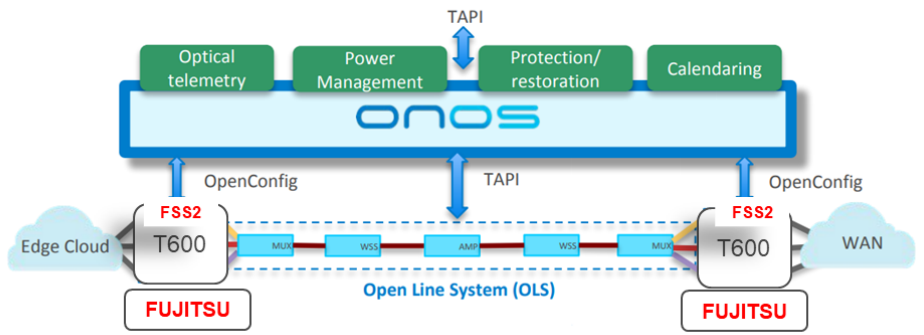 TAPI
Optical
telemetry
Power
Management
Protection/
restoration
Calendaring
onos
OpenConfig
TAPI
OpenConfig
Edge Cloud
FSS2
T600
MUX
WSS
AMP
WSS
MUX
FSS2
T600
WAN
Open Line System (OLS)
FUJITSU
FUJITSU